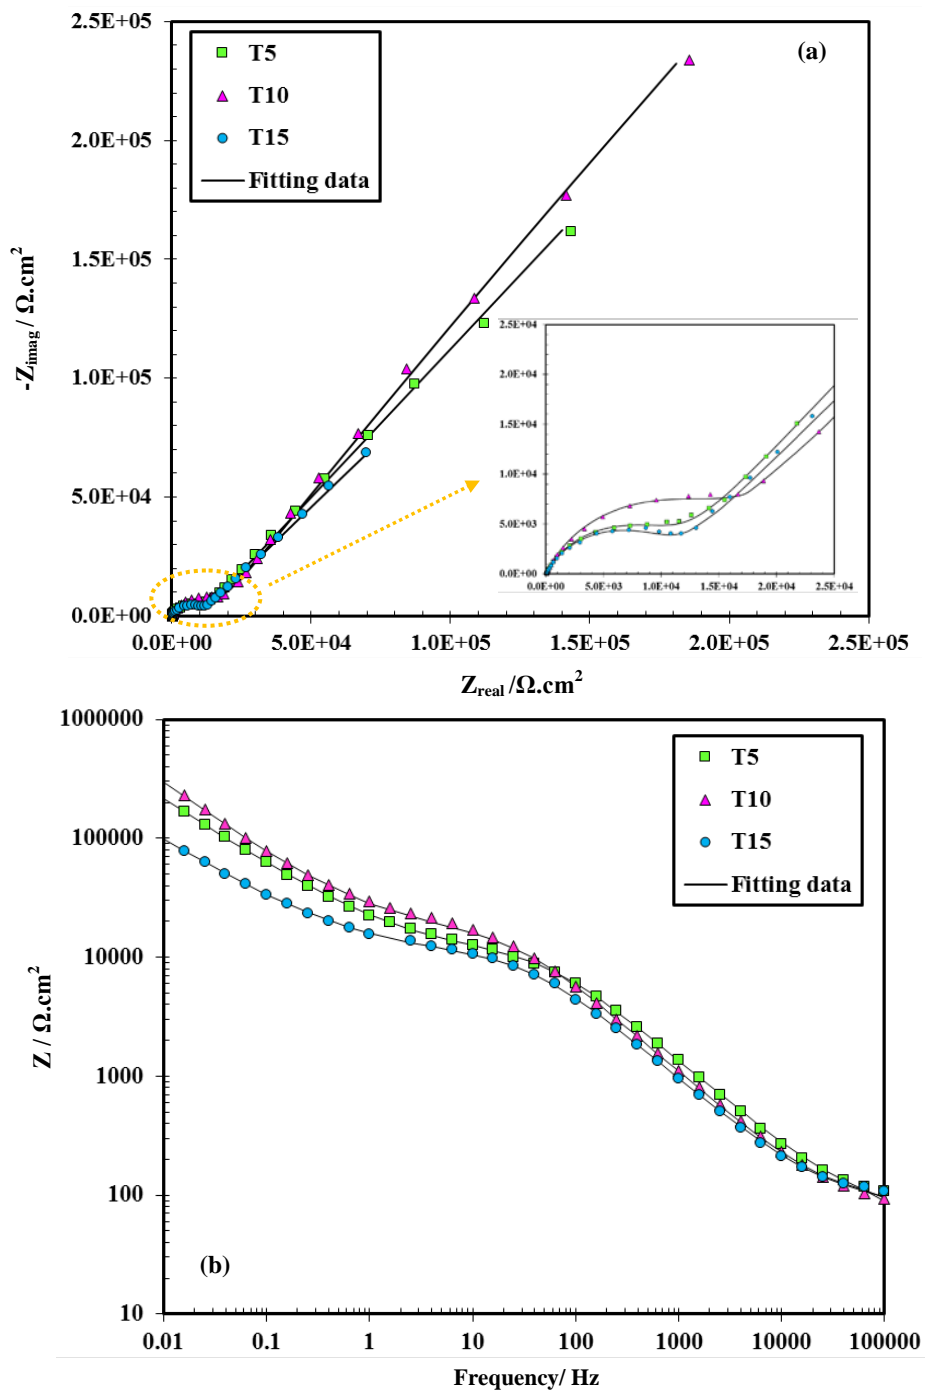 2.5E+05
2.0E+05
1.5E+05
1.0E+05
5.0E+04
0.0E+00
-Zimag / Ω.cm2
T5
T10
T15
Fitting data
(a)
2.5E+04
2.0E+04
1.5E+04
1.0E+04
5.0E+03
0.0E+00
0.0E+00 5.0E+03 1.0E+04 1.5E+04 2.0E+04 2.5E+04
0.0E+00 5.0E+04 1.0E+05 1.5E+05 2.0E+05 2.5E+05
Zreal /Ω.cm2
1000000
100000
10000
1000
100
10
Z / Ω.cm2
T5
T10
T15
Fitting data
(b)
0.01 0.1 1 10 100 1000 10000 100000
Frequency/ Hz